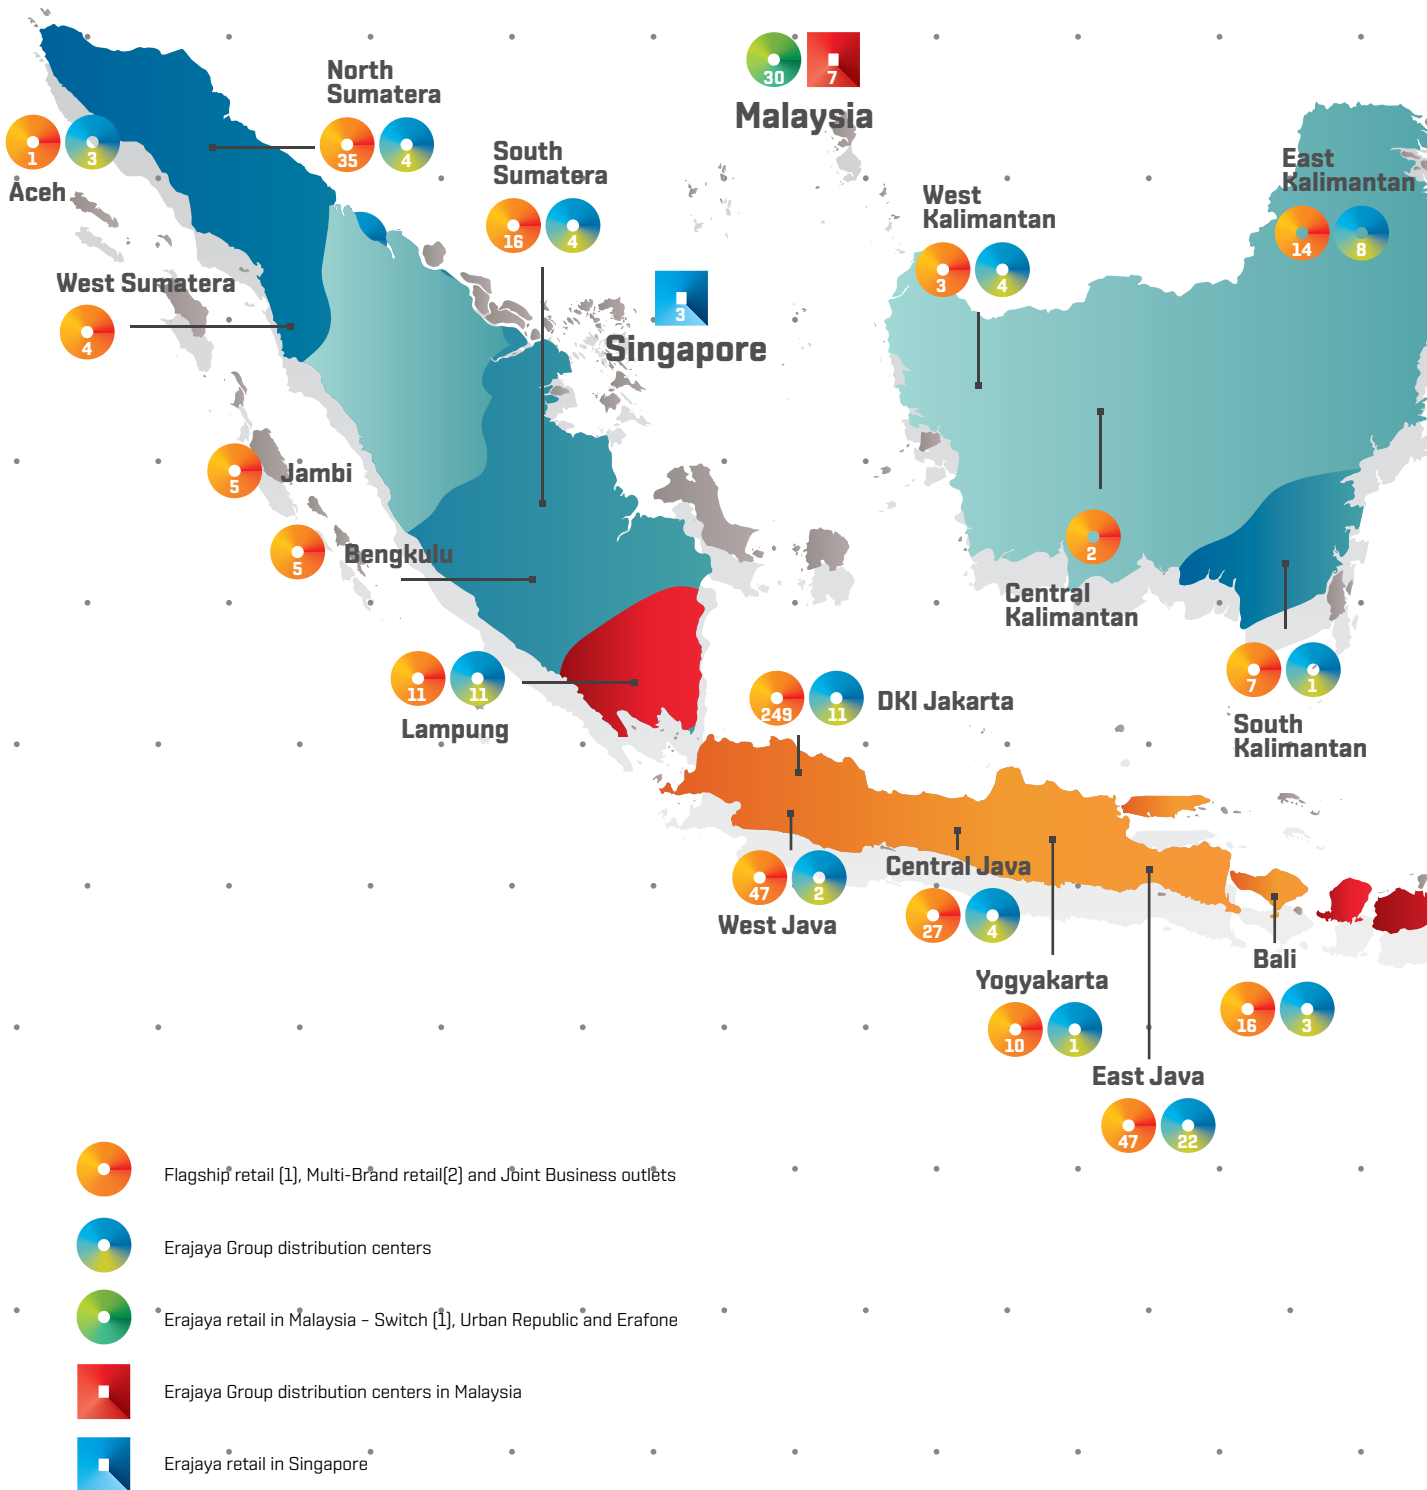 30 7
Malaysia
North
Sumatera
35 4
1 3
Aceh
South
Sumatera
16 4
East
Kalimantan
14 8
West
Kalimantan
3 4
West Sumatera
4
3
Singapore
5
Jambi
5
Bengkulu
2
Central
Kalimantan
11 11
Lampung
7 1
South
Kalimantan
249 11
DKI Jakarta
47 2
West Java
Central Java
27 4
Yogyakarta
10 1
Bali
16 3
East Java
47 22
Flagship retail (1), Multi-Brand retail(2) and Joint Business outlets
Erajaya Group distribution centers
Erajaya retail in Malaysia – Switch (1), Urban Republic and Erafone
Erajaya Group distribution centers in Malaysia
Erajaya retail in Singapore